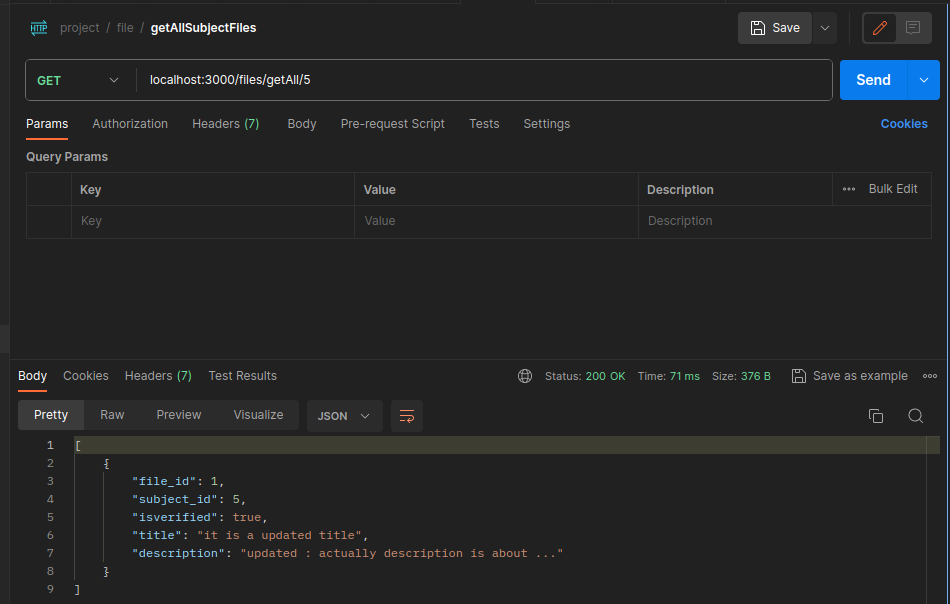 HTTP project / file / getAllSubjectFiles Save
GET localhost:3000/files/getAll/5 Send
Params Authorization Headers (7) Body Pre-request Script Tests Settings Cookies
Query Params
Key Value Description ••• Bulk Edit
Key Value Description
Body Cookies Headers (7) Test Results Status: 200 OK Time: 71 ms Size: 376 B Save as example
Pretty Raw Preview Visualize JSON
1 [
2 {
3 "file_id": 1,
4 "subject_id": 5,
5 "isverified": true,
6 "title": "it is a updated title",
7 "description": "updated : actually description is about ..."
8 }
9 ]